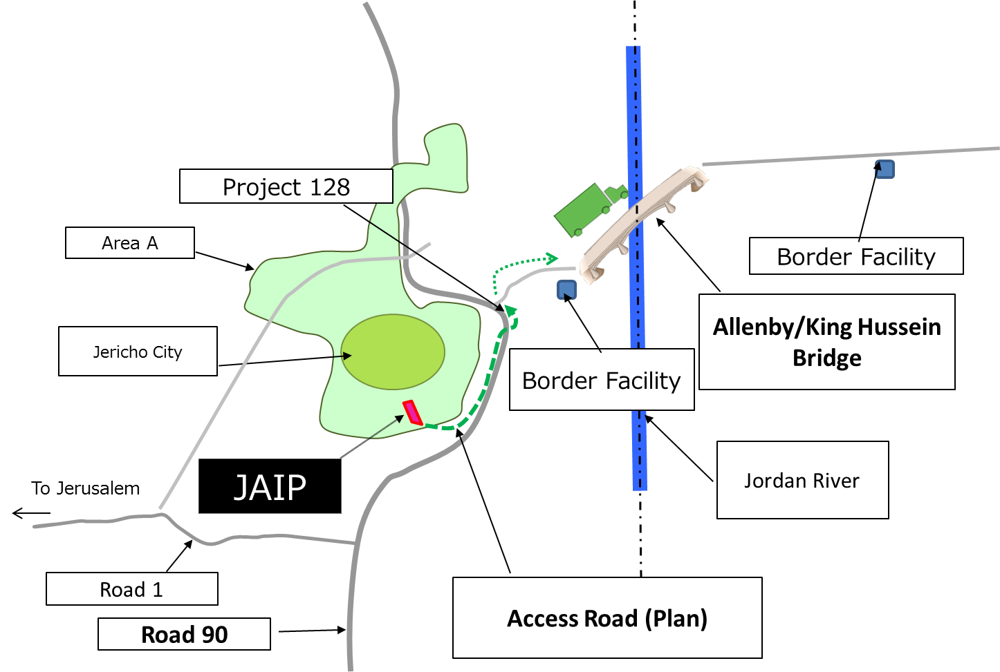 Project 128
Area A
Border Facility
Allenby/King Hussein
Bridge
Jericho City
Border Facility
JAIP
To Jerusalem
Jordan River
Road 1
Access Road (Plan)
Road 90